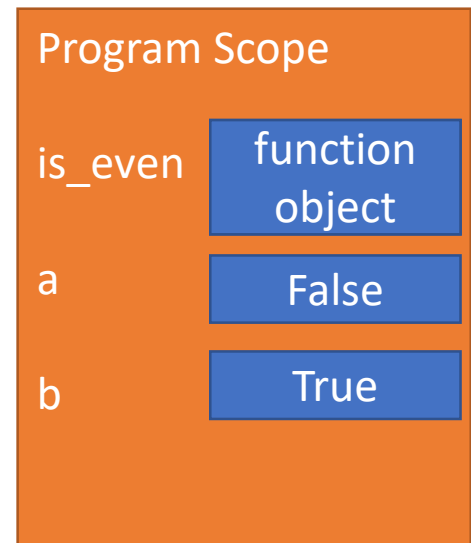 Program Scope
is_even
function
object
a
False
b
True